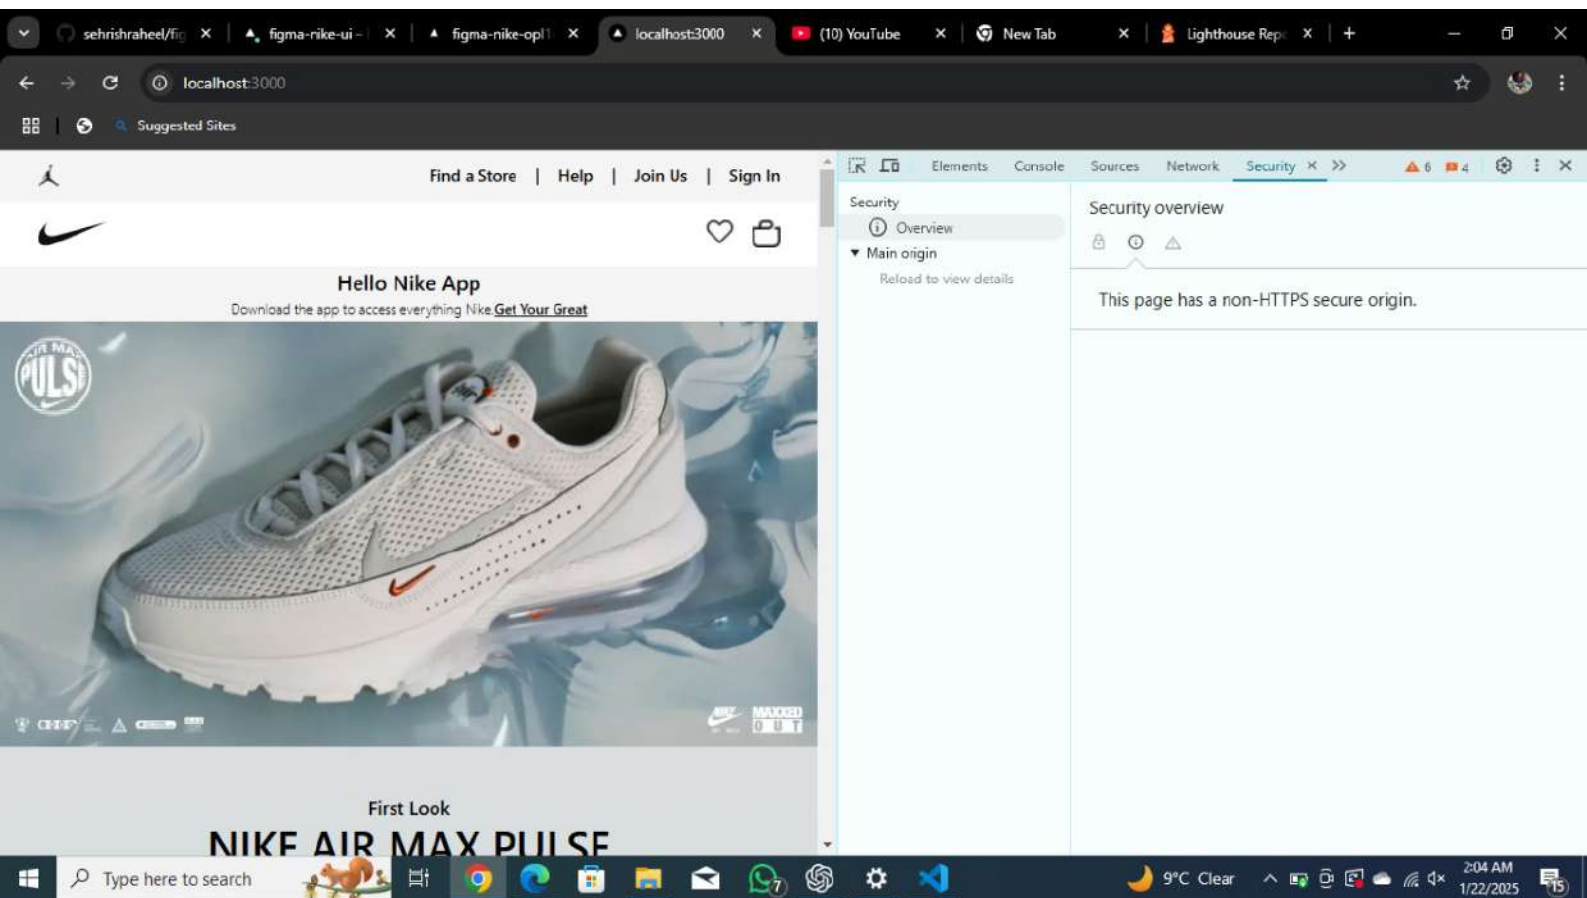 sehrishraheel/fig
figma-nike-ui –
figma-nike-opl1
localhost:3000
(10) YouTube
New Tab
Lighthouse Repo
localhost:3000
Suggested Sites
Find a Store | Help | Join Us | Sign In
Hello Nike App
Download the app to access everything Nike.Get Your Great
AIR MAX
PULSE
MAXXED
OUT
First Look
NIKE AIR MAX PULSE
Elements Console Sources Network Security
6 4
Security
Overview
Main origin
Reload to view details
Security overview
This page has a non-HTTPS secure origin.
Type here to search
7
9°C Clear
2:04 AM
1/22/2025
15